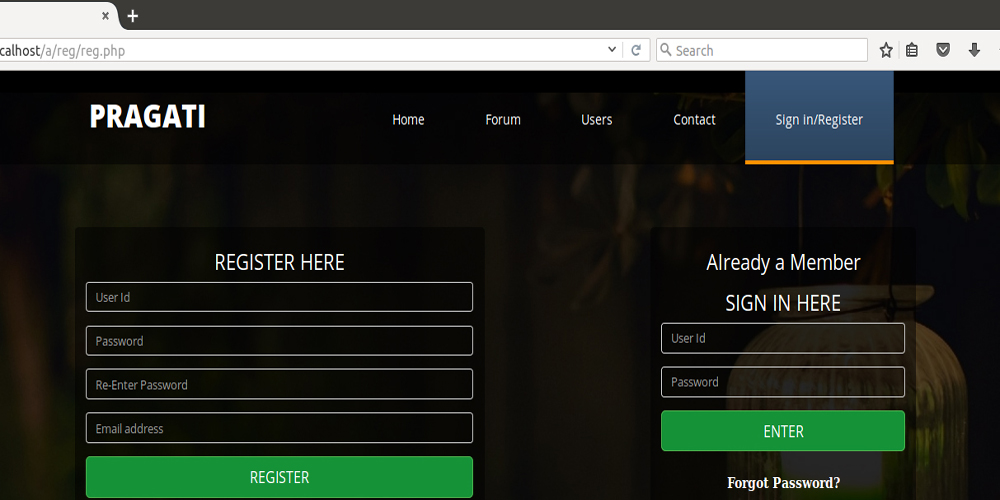 calhost/a/reg/reg.php
Search
PRAGATI
Home
Forum
Users
Contact
Sign in/Register
REGISTER HERE
User Id
Password
Re-Enter Password
Email address
REGISTER
Already a Member
SIGN IN HERE
User Id
Password
ENTER
Forgot Password?